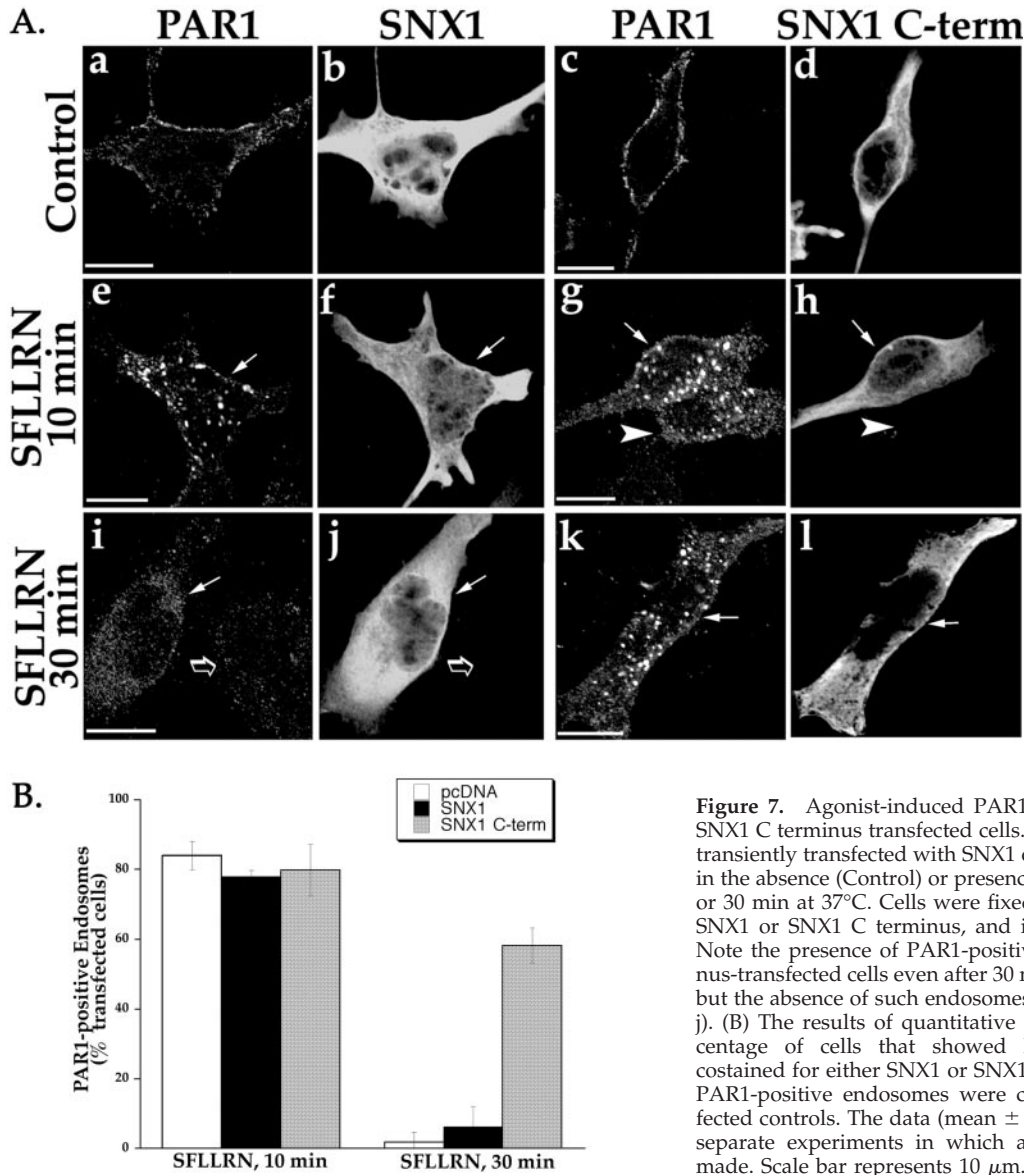 A.
PAR1 SNX1 PAR1 SNX1 C-term
Control
a b c d
SFLLRN
10 min
e f g h
SFLLRN
30 min
i j k l
B.
PAR1-positive Endosomes
(% transfected cells)
100
80
60
40
20
0
pcDNA
SNX1
SNX1 C-term
SFLLRN, 10 min SFLLRN, 30 min
Figure 7. Agonist-induced PAR1
SNX1 C terminus transfected cells.
transiently transfected with SNX1
in the absence (Control) or presenc
or 30 min at 37°C. Cells were fixed
SNX1 or SNX1 C terminus, and i
Note the presence of PAR1-positiv
nus-transfected cells even after 30 r
but the absence of such endosomes
j). (B) The results of quantitative
centage of cells that showed
costained for either SNX1 or SNX1
PAR1-positive endosomes were c
fected controls. The data (mean ±
separate experiments in which a
made. Scale bar represents 10 μm.